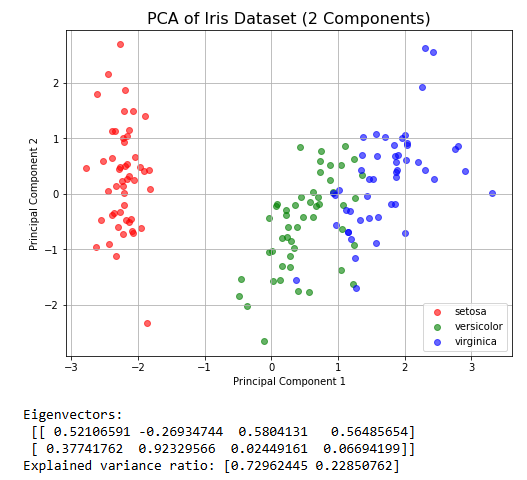 PCA of Iris Dataset (2 Components)
Principal Component 2
2
1
0
−1
−2
−3
−2
−1
0
1
2
3
Principal Component 1
setosa
versicolor
virginica
Eigenvectors:
[[ 0.52106591 -0.26934744  0.5804131   0.56485654]
[ 0.37741762  0.92329566  0.02449161  0.06694199]]
Explained variance ratio: [0.72962445 0.22850762]